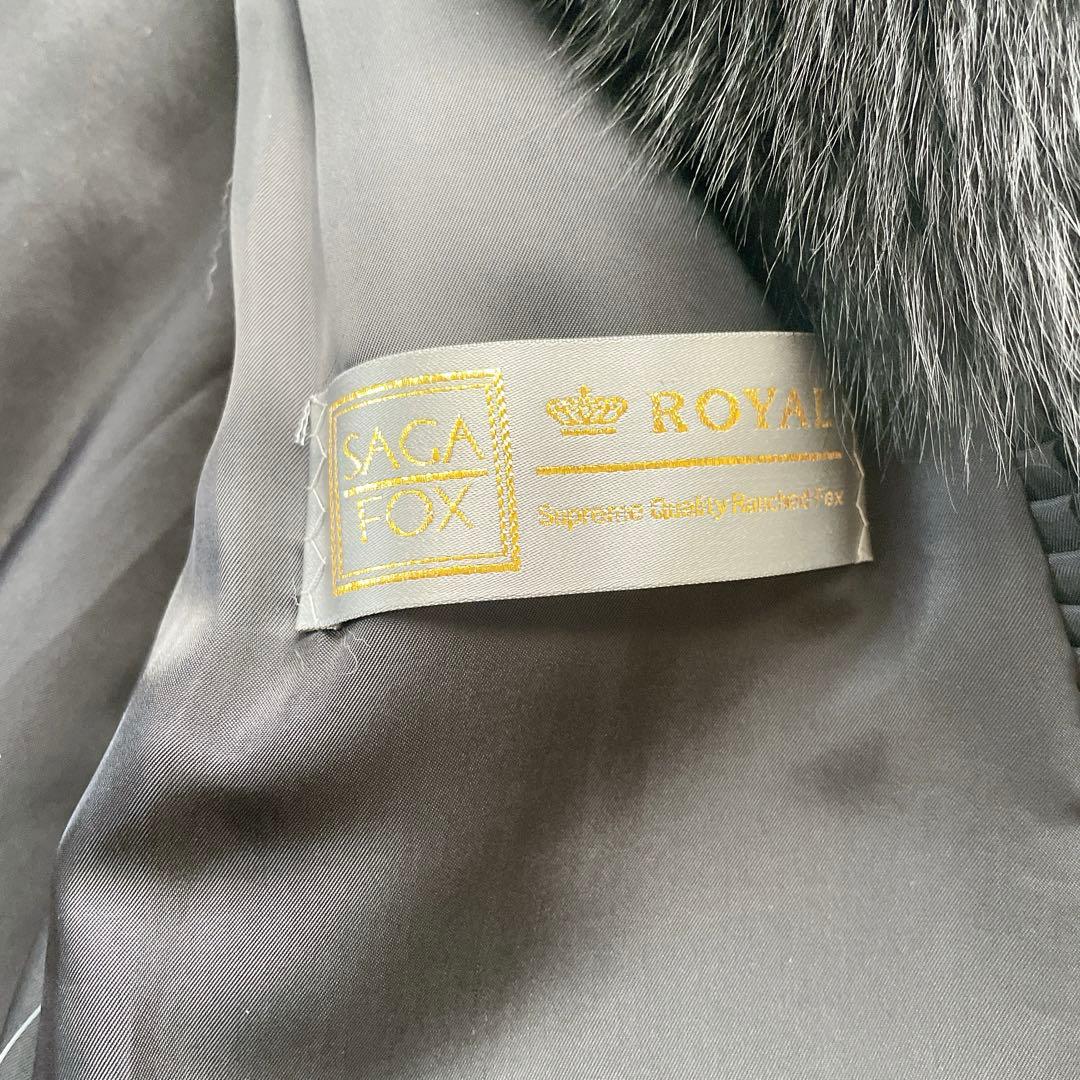 SAGA
FOX
ROYAL
Supreme Quality Ranched Fox